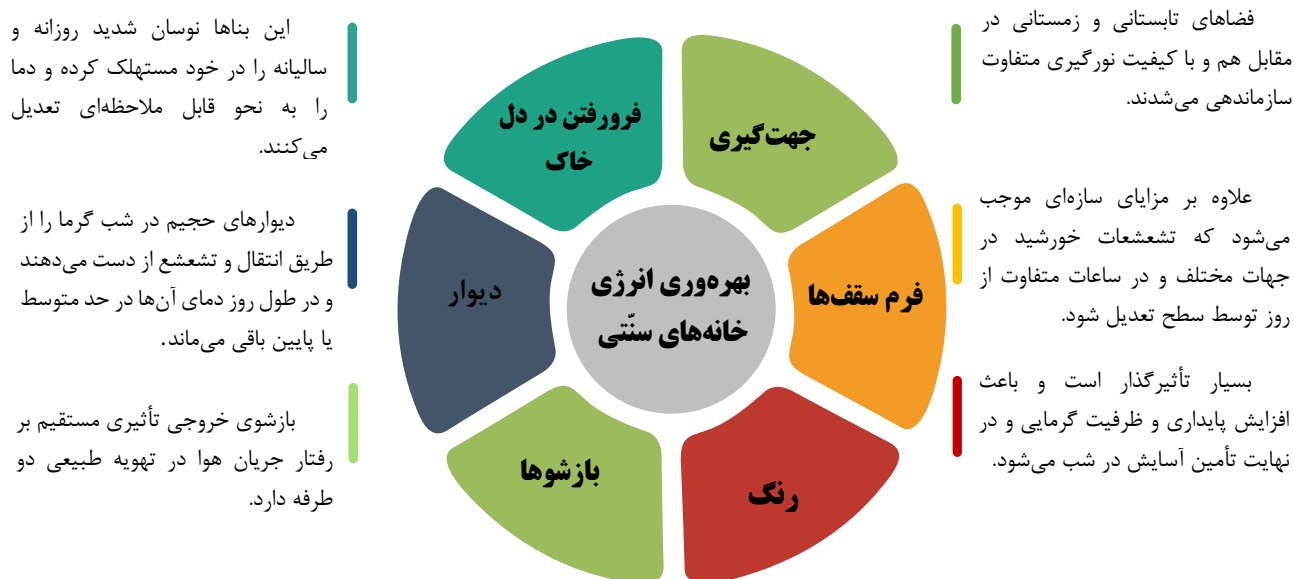 فضاهای تابستانی و زمستانی در
مقابل هم و با کیفیت نورگیری متفاوت
سازماندهی می‌شدند.
علاوه بر مزایای سازه‌ای موجب
می‌شود که تشعشعات خورشید در
جهات مختلف و در ساعات متفاوت از
روز توسط سطح تعدیل شود.
بسیار تأثیرگذار است و باعث
افزایش پایداری و ظرفیت گرمایی و در
نهایت تأمین آسایش در شب می‌شود.
جهت‌گیری
فرم سقف‌ها
رنگ
بازشوها
دیوار
فرورفتن در دل
خاک
بهره‌وری انرژی
خانه‌های سنّتی
این بناها نوسان شدید روزانه و
سالیانه را در خود مستهلک کرده و دما
را به نحو قابل ملاحظه‌ای تعدیل
می‌کنند.
دیوارهای حجیم در شب گرما را از
طریق انتقال و تشعشع از دست می‌دهند
و در طول روز دمای آن‌ها در حد متوسط
یا پایین باقی می‌ماند.
بازشوی خروجی تأثیری مستقیم بر
رفتار جریان هوا در تهویه طبیعی دو
طرفه دارد.